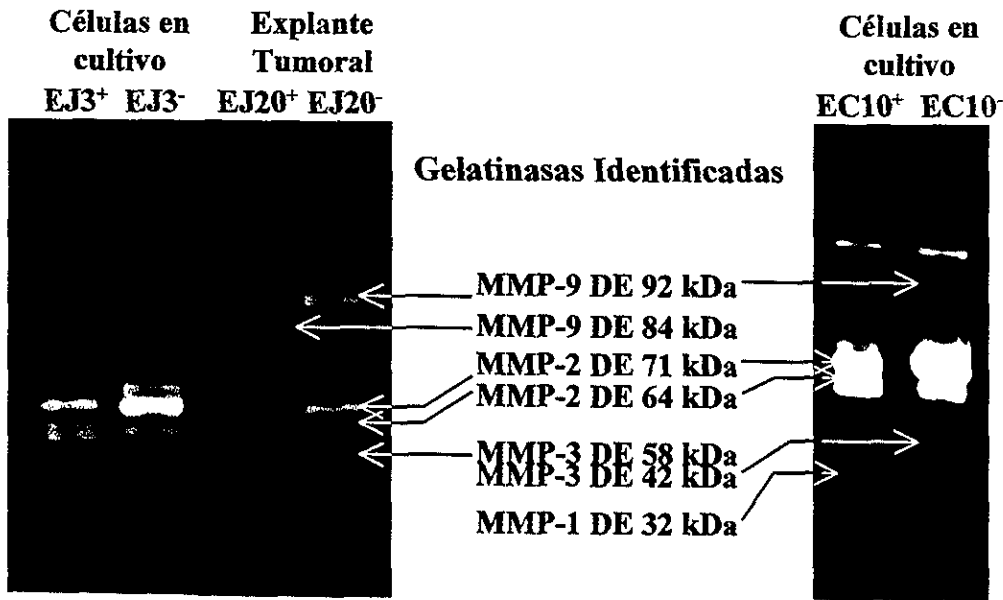 Células en
cultivo
EJ3⁺ EJ3⁻
Explante
Tumoral
EJ20⁺ EJ20⁻
Células en
cultivo
EC10⁺ EC10⁻
Gelatinasas Identificadas
MMP-9 DE 92 kDa
MMP-9 DE 84 kDa
MMP-2 DE 71 kDa
MMP-2 DE 64 kDa
MMP-3 DE 58 kDa
MMP-3 DE 42 kDa
MMP-1 DE 32 kDa